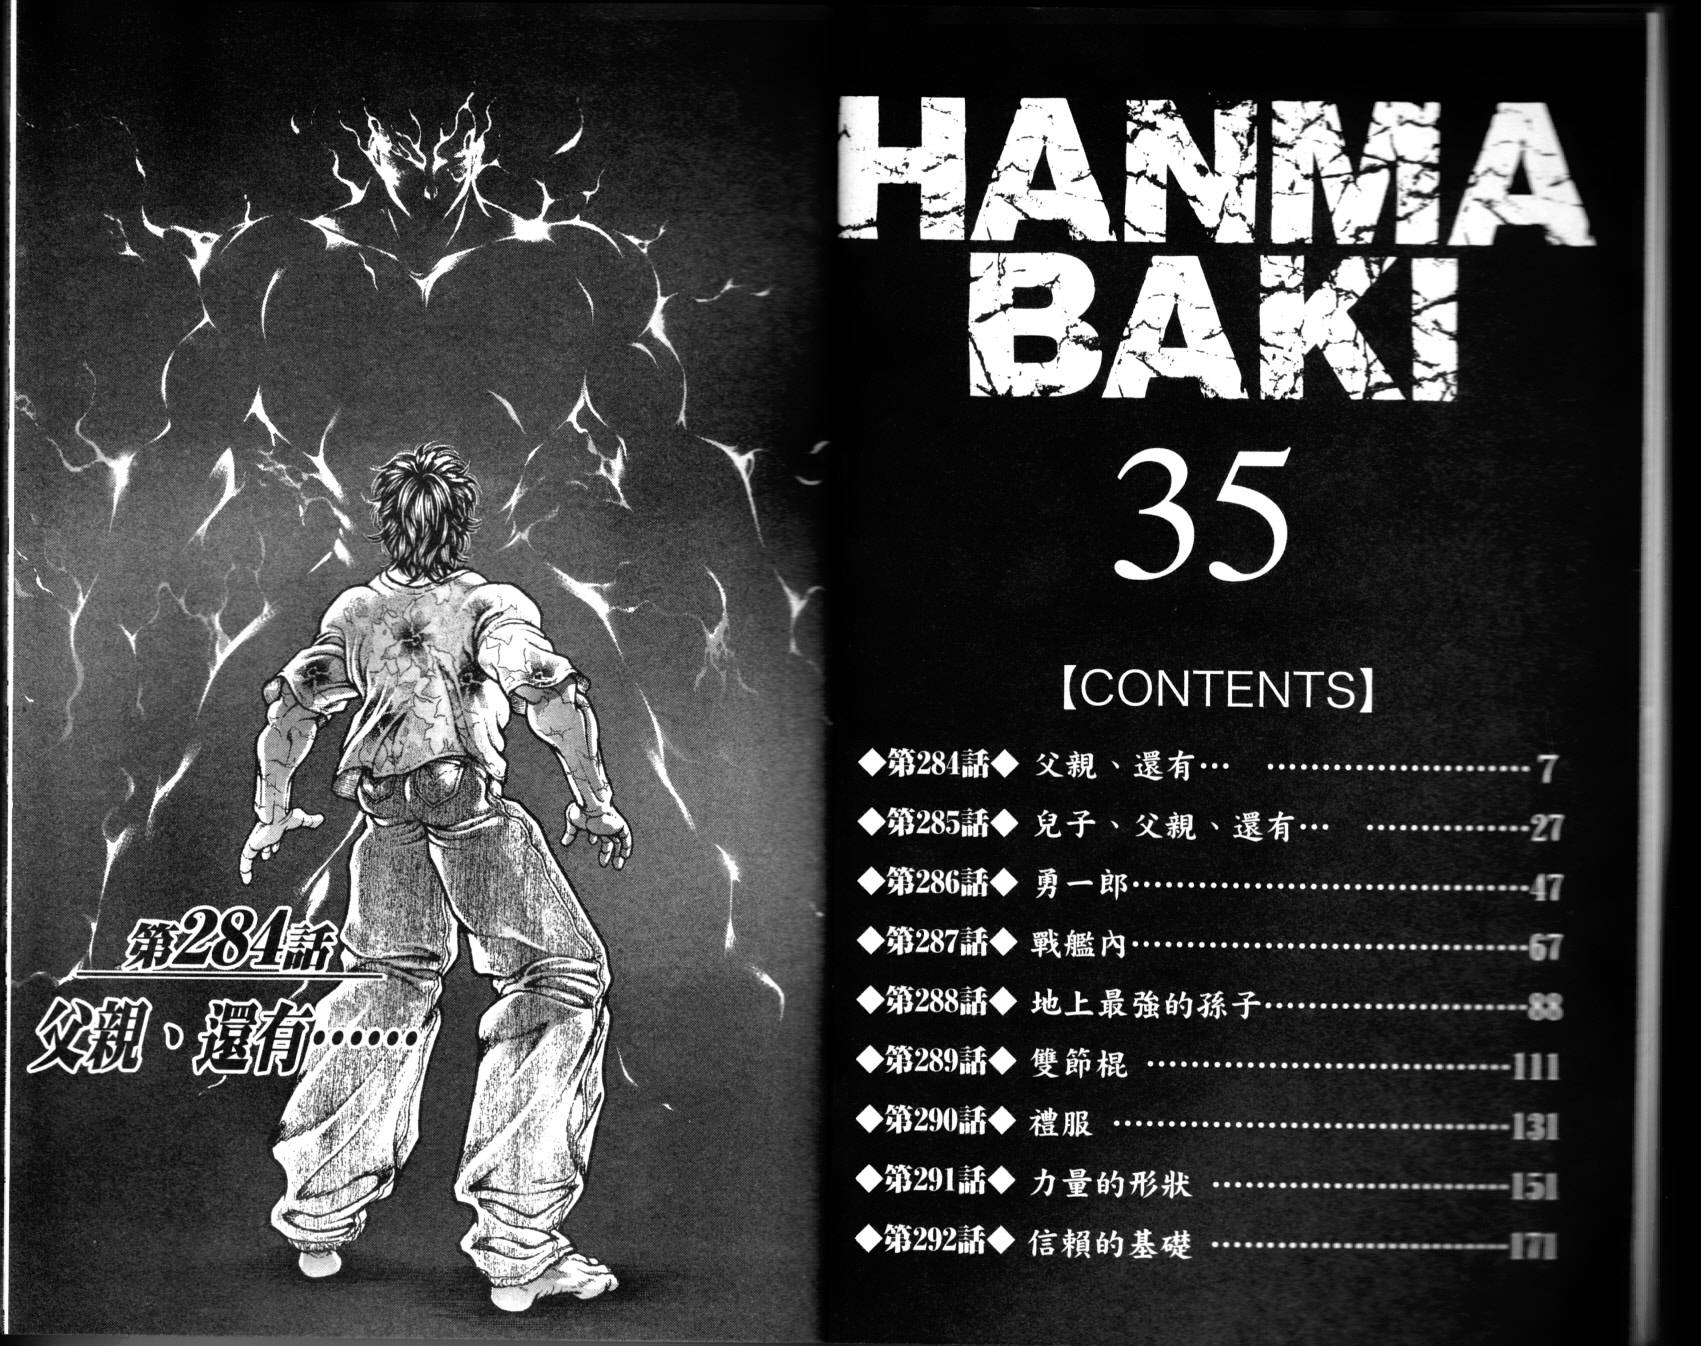 HANMA
BAKI
35
【CONTENTS】
◆第284話◆ 父親、還有… ……………………7
◆第285話◆ 兒子、父親、還有… ……………27
◆第286話◆ 勇一郎………………………………47
◆第287話◆ 戰艦內………………………………67
◆第288話◆ 地上最強的孫子……………………88
◆第289話◆ 雙節棍 ……………………………111
◆第290話◆ 禮服 ………………………………131
◆第291話◆ 力量的形狀 ………………………151
◆第292話◆ 信賴的基礎 ………………………171
第284話
父親、還有……